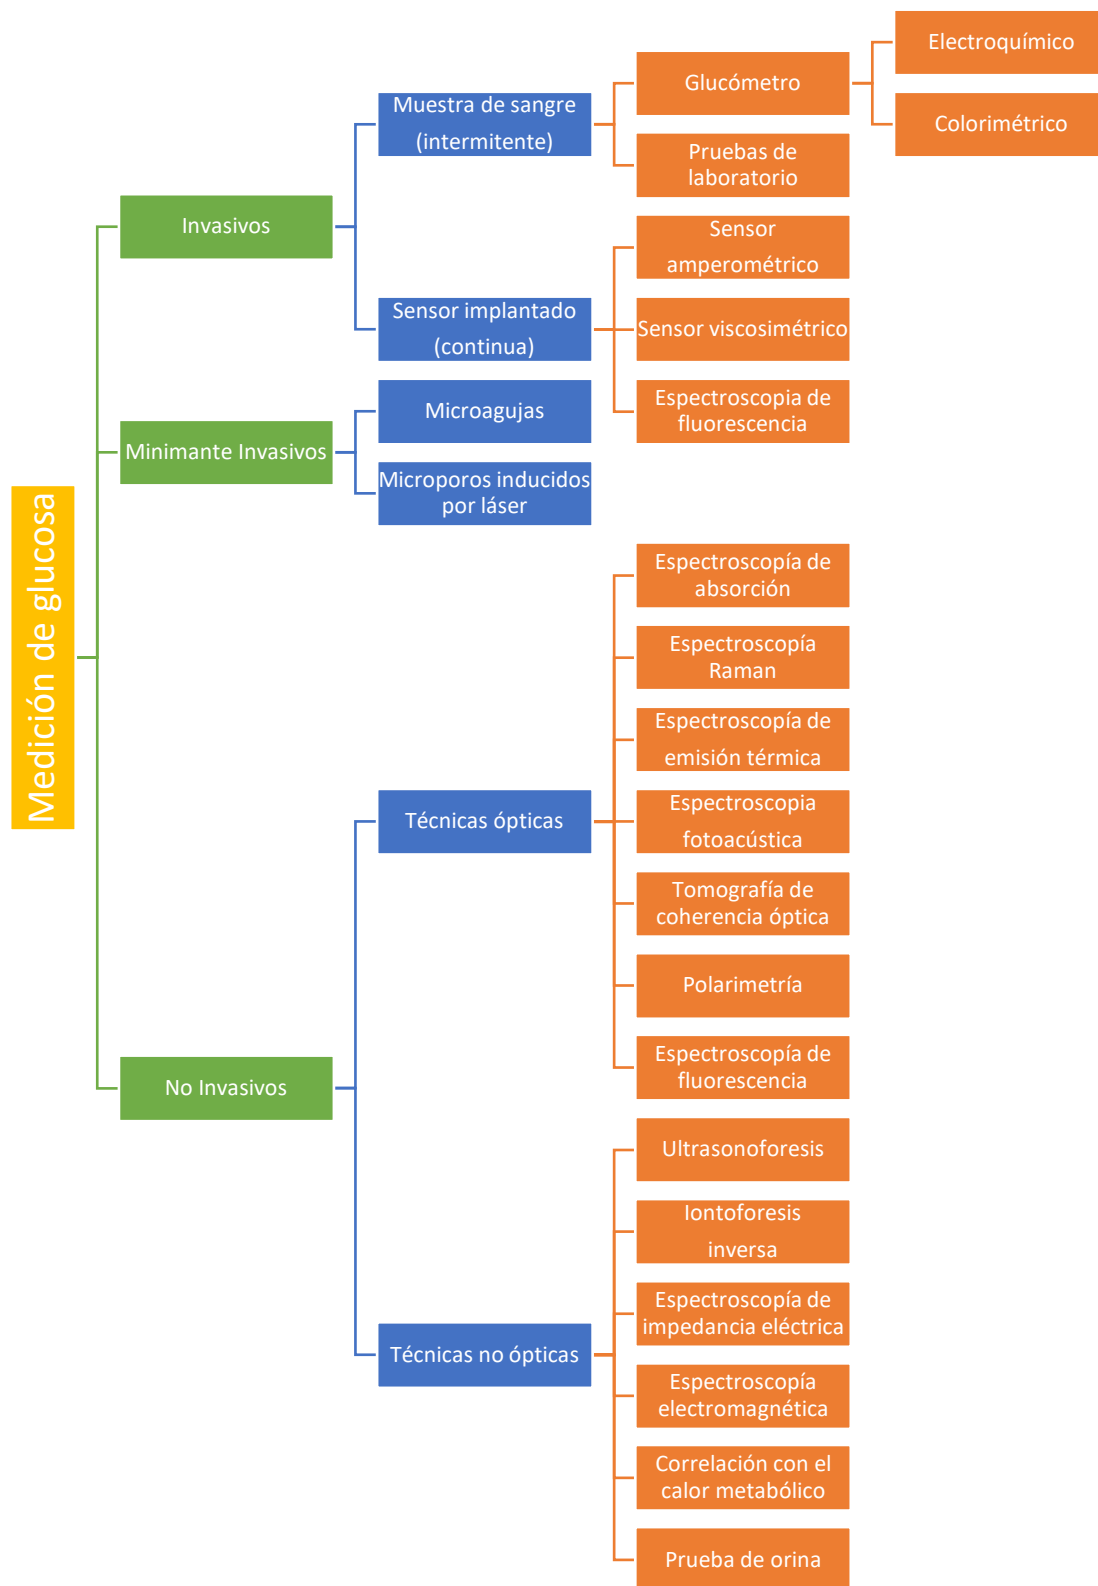 Medición de glucosa
Invasivos
Muestra de sangre
(intermitente)
Glucómetro
Electroquímico
Colorimétrico
Pruebas de
laboratorio
Sensor implantado
(continua)
Sensor
amperométrico
Sensor viscosimétrico
Espectroscopia de
fluorescencia
Minimante Invasivos
Microagujas
Microporos inducidos
por láser
No Invasivos
Técnicas ópticas
Espectroscopía de
absorción
Espectroscopía
Raman
Espectroscopía de
emisión térmica
Espectroscopia
fotoacústica
Tomografía de
coherencia óptica
Polarimetría
Espectroscopía de
fluorescencia
Técnicas no ópticas
Ultrasonoforesis
Iontoforesis
inversa
Espectroscopía de
impedancia eléctrica
Espectroscopía
electromagnética
Correlación con el
calor metabólico
Prueba de orina